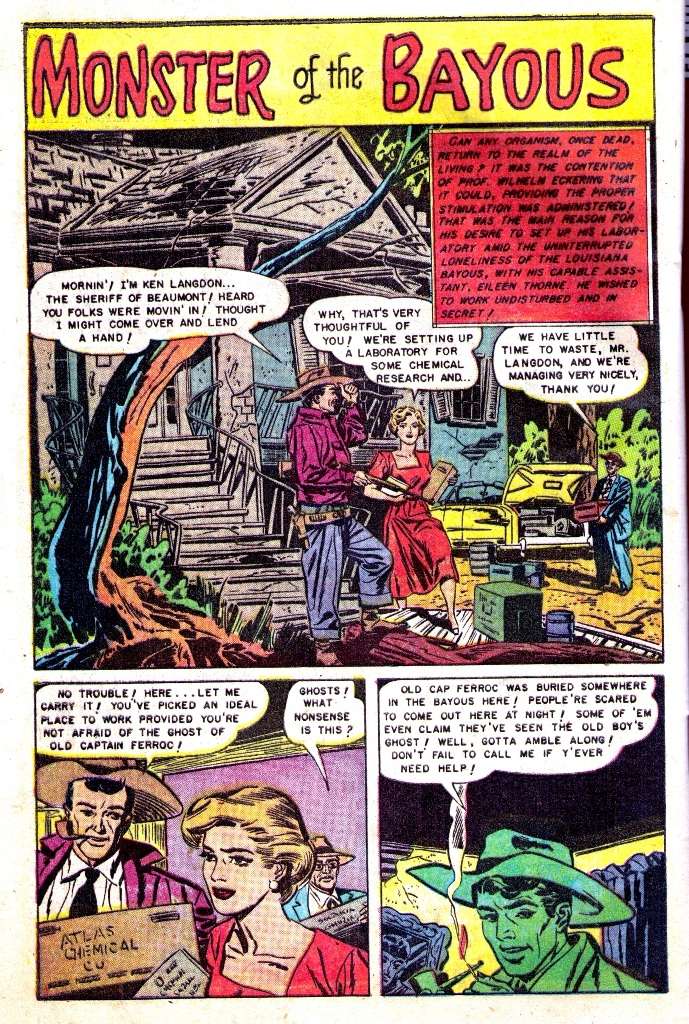 MONSTER of the BAYOUS
CAN ANY ORGANISM, ONCE DEAD,
RETURN TO THE REALM OF THE
LIVING? IT WAS THE CONTENTION
OF PROF. WILHELM ECKERING THAT
IT COULD, PROVIDING THE PROPER
STIMULATION WAS ADMINISTERED!
THAT WAS THE MAIN REASON FOR
HIS DESIRE TO SET UP HIS LABOR-
ATORY AMID THE UNINTERRUPTED
LONELINESS OF THE LOUISIANA
BAYOUS, WITH HIS CAPABLE ASSIS-
TANT, EILEEN THORNE. HE WISHED
TO WORK UNDISTURBED AND IN
SECRET!
MORNIN'! I'M KEN LANGDON...
THE SHERIFF OF BEAUMONT! HEARD
YOU FOLKS WERE MOVIN' IN! THOUGHT
I MIGHT COME OVER AND LEND
A HAND!
WHY, THAT'S VERY
THOUGHTFUL OF
YOU! WE'RE SETTING UP
A LABORATORY FOR
SOME CHEMICAL
RESEARCH AND...
WE HAVE LITTLE
TIME TO WASTE, MR.
LANGDON, AND WE'RE
MANAGING VERY NICELY,
THANK YOU!
NO TROUBLE! HERE...LET ME
CARRY IT! YOU'VE PICKED AN IDEAL
PLACE TO WORK PROVIDED YOU'RE
NOT AFRAID OF THE GHOST OF
OLD CAPTAIN FERROC!
GHOSTS!
WHAT
NONSENSE
IS THIS?
ATLAS
CHEMICAL
CO
OLD CAP FERROC WAS BURIED SOMEWHERE
IN THE BAYOUS HERE! PEOPLE'RE SCARED
TO COME OUT HERE AT NIGHT! SOME OF 'EM
EVEN CLAIM THEY'VE SEEN THE OLD BOY'S
GHOST! WELL, GOTTA AMBLE ALONG!
DON'T FAIL TO CALL ME IF Y'EVER
NEED HELP!